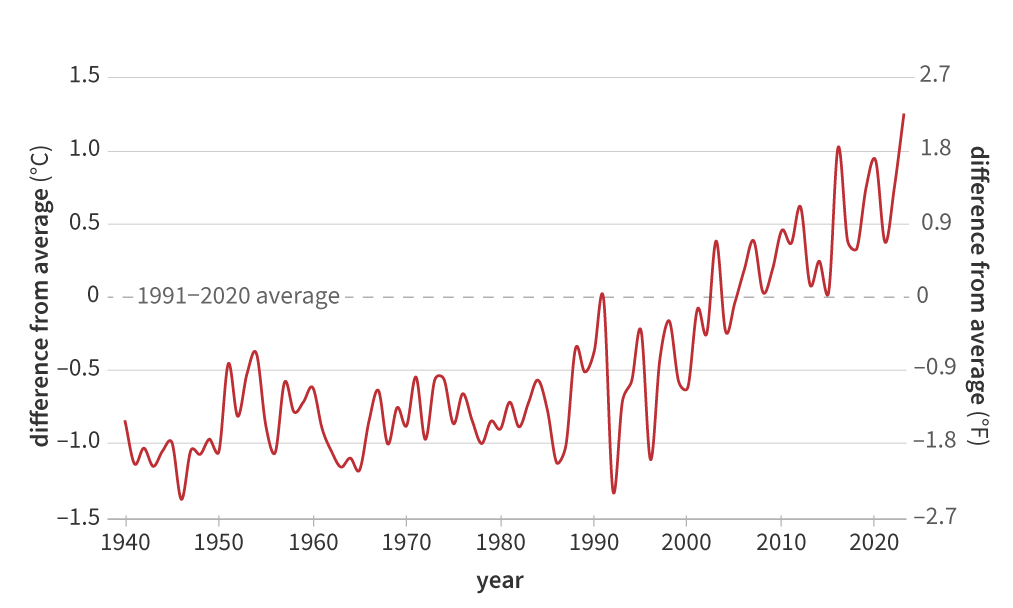 1.5 2.7
1.0 1.8
0.5 0.9
0 1991–2020 average 0
–0.5 –0.9
–1.0 –1.8
–1.5 –2.7
difference from average (°C)
difference from average (°F)
1940 1950 1960 1970 1980 1990 2000 2010 2020
year